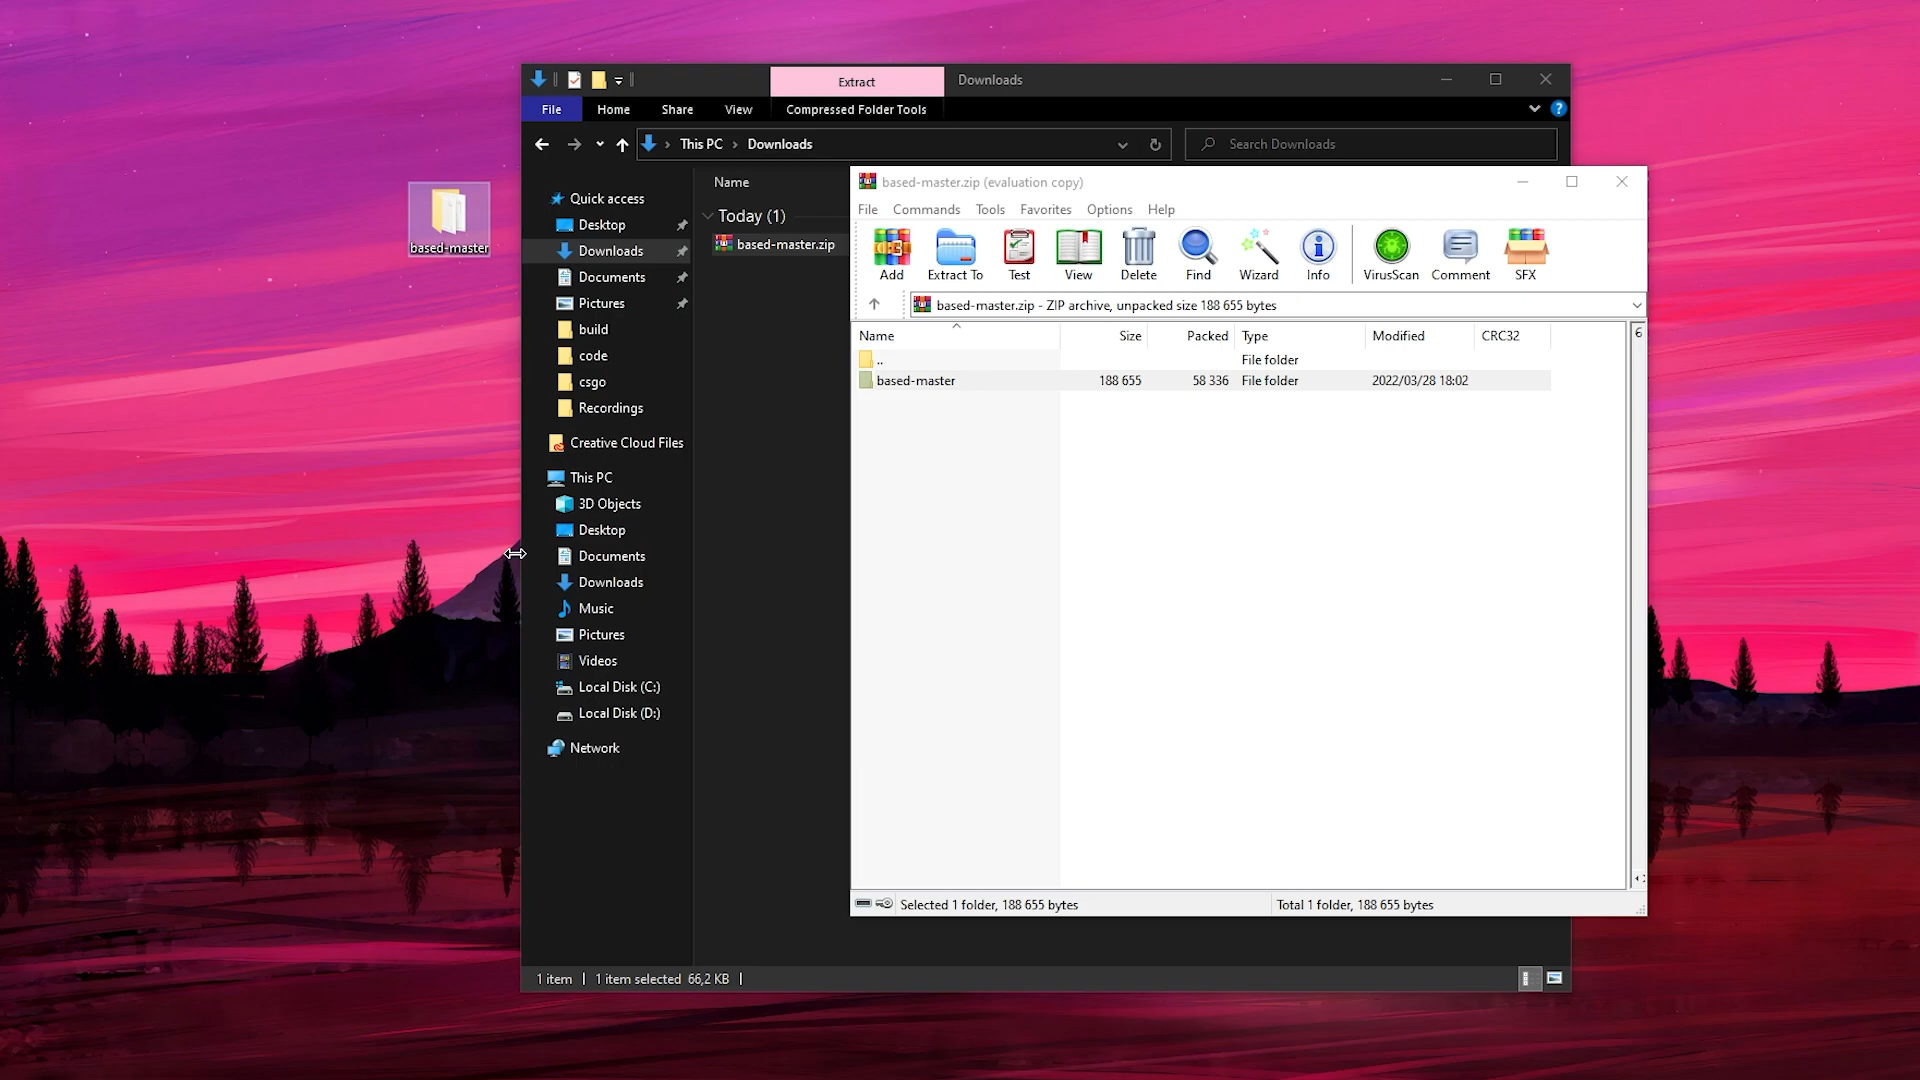 based-master
Extract
Downloads
File
Home
Share
View
Compressed Folder Tools
?
This PC
Downloads
Search Downloads
Quick access
Desktop
Downloads
Documents
Pictures
build
code
csgo
Recordings
Creative Cloud Files
This PC
3D Objects
Desktop
Documents
Downloads
Music
Pictures
Videos
Local Disk (C:)
Local Disk (D:)
Network
Name
Today (1)
based-master.zip
1 item
1 item selected 66,2 KB
based-master.zip (evaluation copy)
File Commands Tools Favorites Options Help
Add
Extract To
Test
View
Delete
Find
Wizard
Info
VirusScan
Comment
SFX
based-master.zip - ZIP archive, unpacked size 188 655 bytes
Name Size Packed Type Modified CRC32
.. File folder
based-master 188 655 58 336 File folder 2022/03/28 18:02
6
Selected 1 folder, 188 655 bytes
Total 1 folder, 188 655 bytes